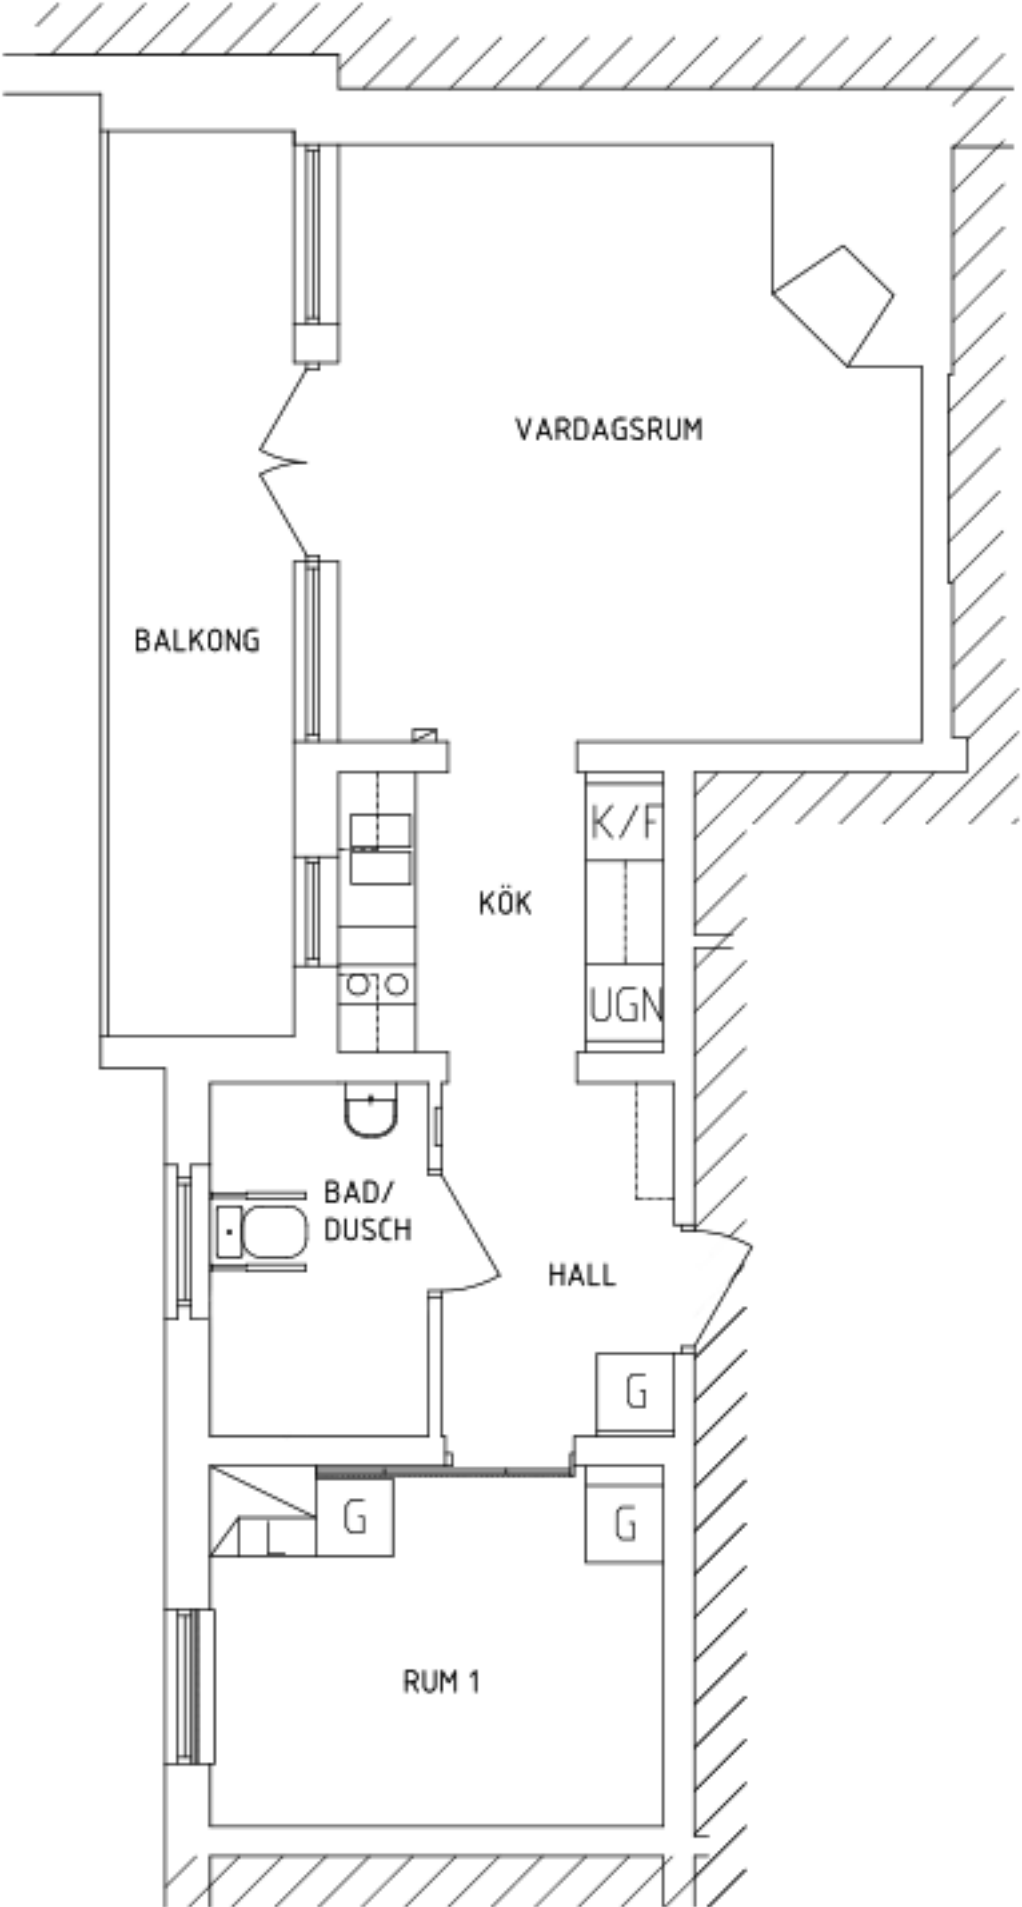 VARDAGSRUM
BALKONG
K/F
KÖK
UGN
BAD/
DUSCH
HALL
G
G
G
L
RUM 1